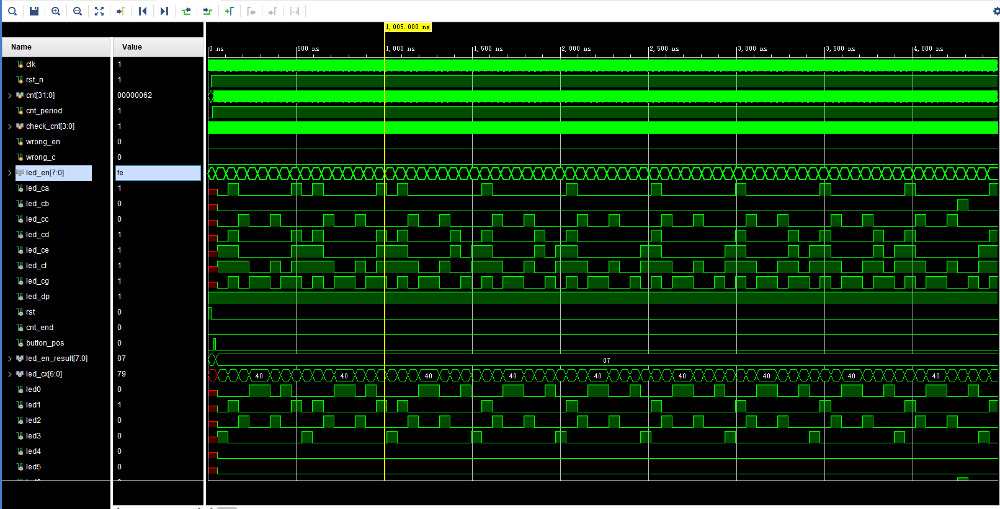 1,005.000 ns
Name Value
0 ns 500 ns 1,000 ns 1,500 ns 2,000 ns 2,500 ns 3,000 ns 3,500 ns 4,000 ns
clk 1
rst_n 1
cnt[31:0] 00000062
cnt_period 1
check_cnt[3:0] 1
wrong_en 0
wrong_c 0
led_en[7:0] fe
led_ca 1
led_cb 0
led_cc 0
led_cd 1
led_ce 1
led_cf 1
led_cg 1
led_dp 1
rst 0
cnt_end 0
button_pos 0
led_en_result[7:0] 07 07
led_cx[6:0] 79 40 40 40 40 40 40 40 40 40
led0 0
led1 1
led2 0
led3 0
led4 0
led5 0